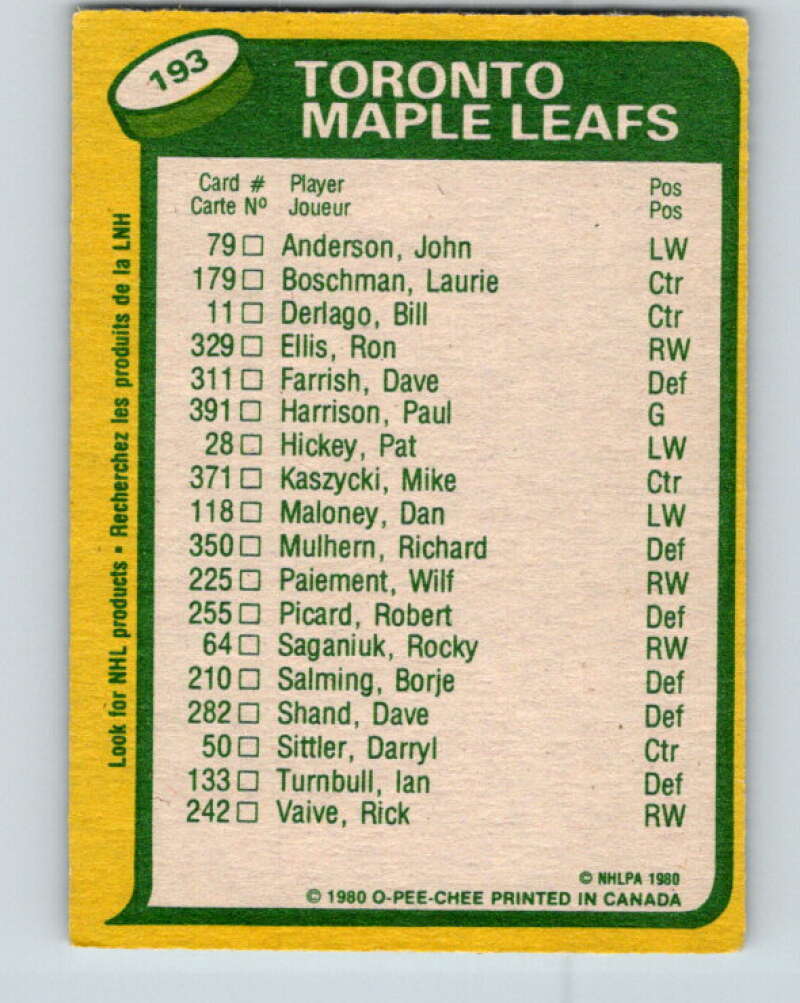 193
TORONTO
MAPLE LEAFS
Card # Player Pos
Carte Nº Joueur Pos
79 □ Anderson, John LW
179 □ Boschman, Laurie Ctr
11 □ Derlago, Bill Ctr
329 □ Ellis, Ron RW
311 □ Farrish, Dave Def
391 □ Harrison, Paul G
28 □ Hickey, Pat LW
371 □ Kaszycki, Mike Ctr
118 □ Maloney, Dan LW
350 □ Mulhern, Richard Def
225 □ Paiement, Wilf RW
255 □ Picard, Robert Def
64 □ Saganiuk, Rocky RW
210 □ Salming, Borje Def
282 □ Shand, Dave Def
50 □ Sittler, Darryl Ctr
133 □ Turnbull, Ian Def
242 □ Vaive, Rick RW
© NHLPA 1980
© 1980 O-PEE-CHEE PRINTED IN CANADA
Look for NHL products ▪ Recherchez les produits de la LNH